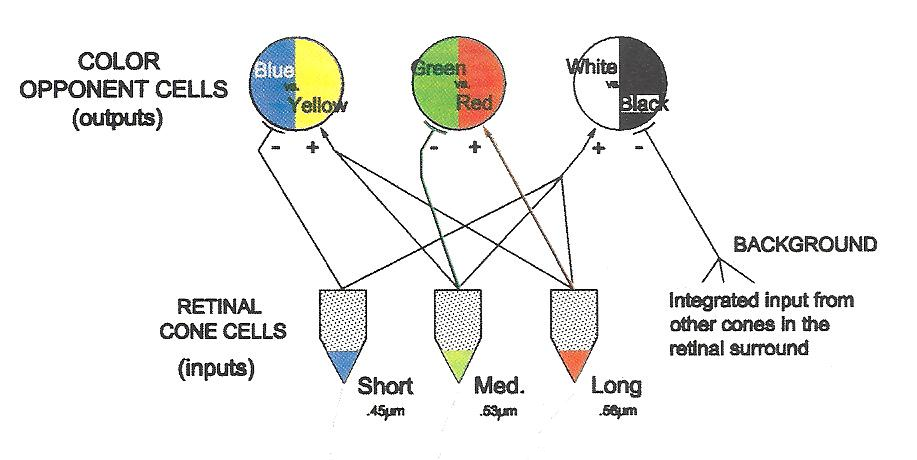 COLOR
OPPONENT CELLS
(outputs)
Blue
vs.
Yellow
Green
vs.
Red
White
vs.
Black
- +
- +
+ -
BACKGROUND
Integrated input from
other cones in the
retinal surround
RETINAL
CONE CELLS
(inputs)
Short
.45µm
Med.
.53µm
Long
.56µm